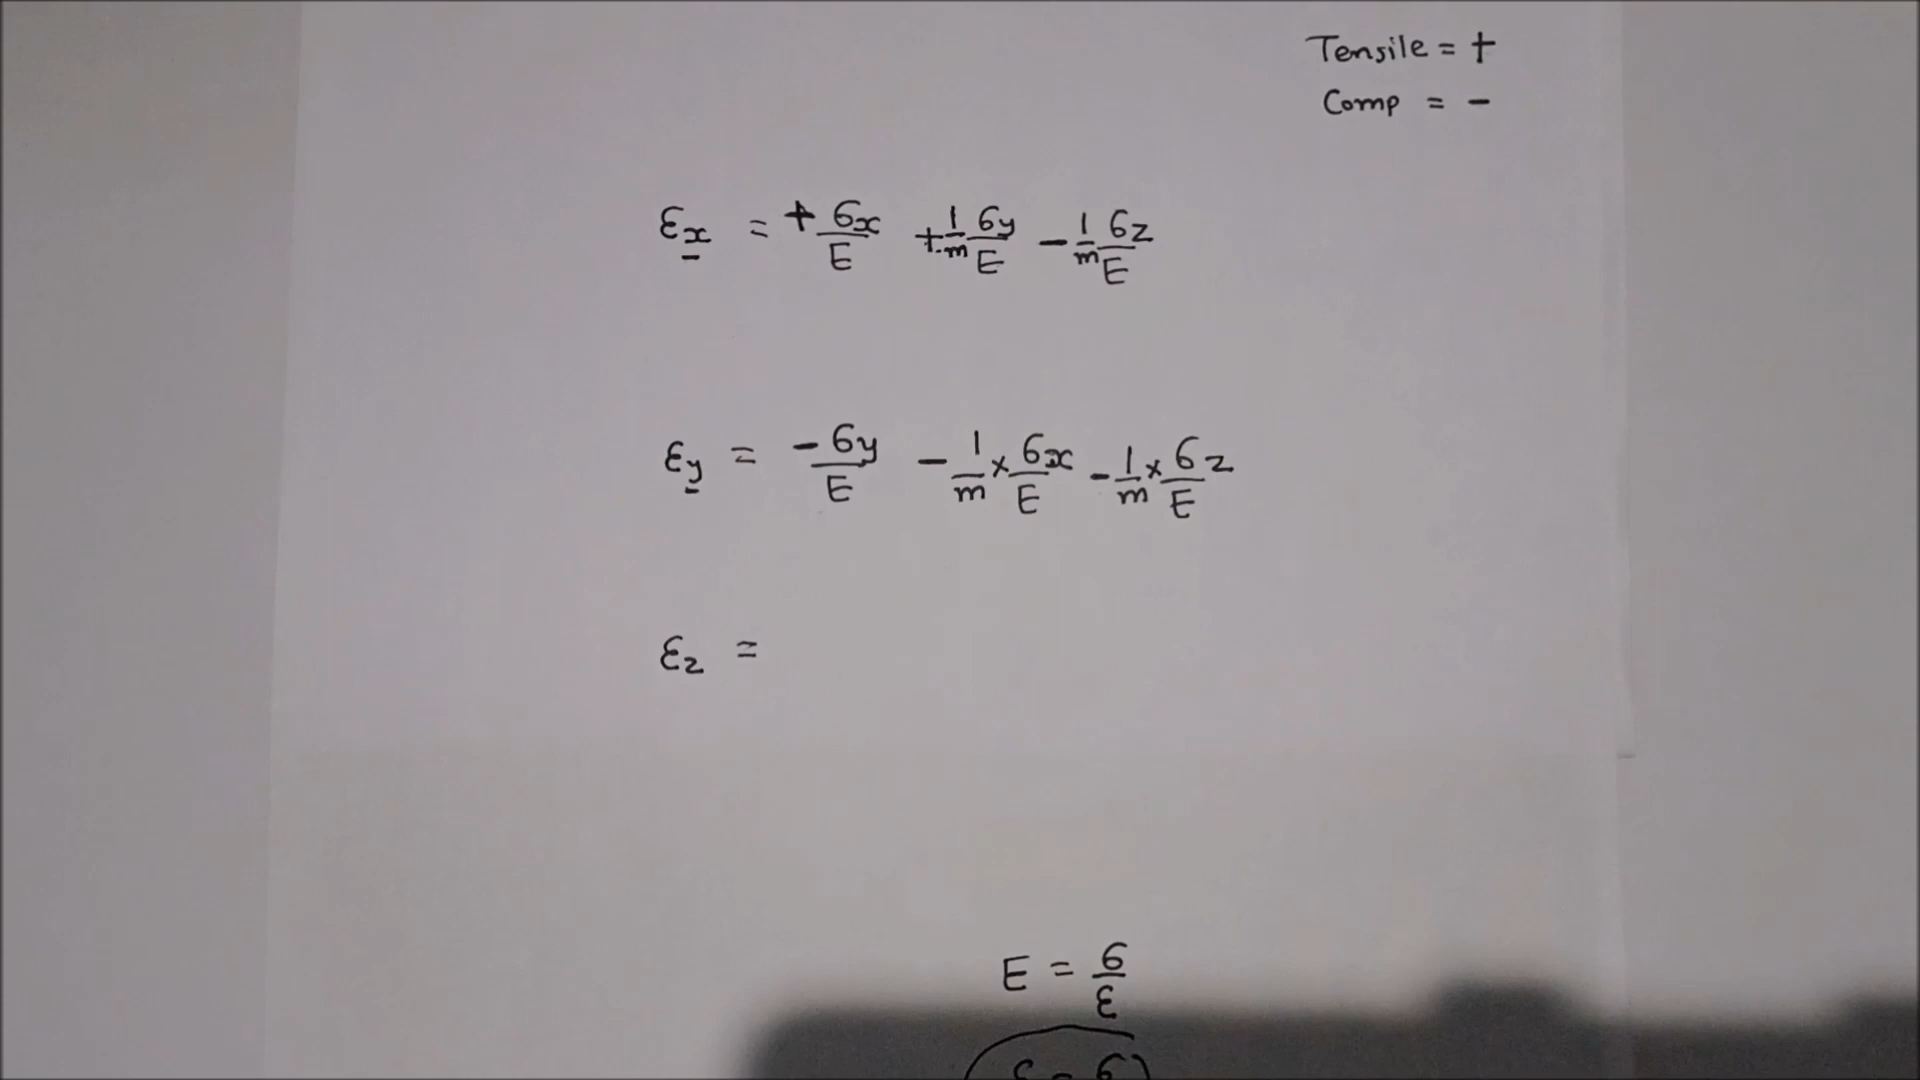 Tensile = +
Comp = -
εx = + σx/E + 1/m σy/E - 1/m σz/E
εy = - σy/E - 1/m × σx/E - 1/m × σz/E
εz =
E = σ/ε